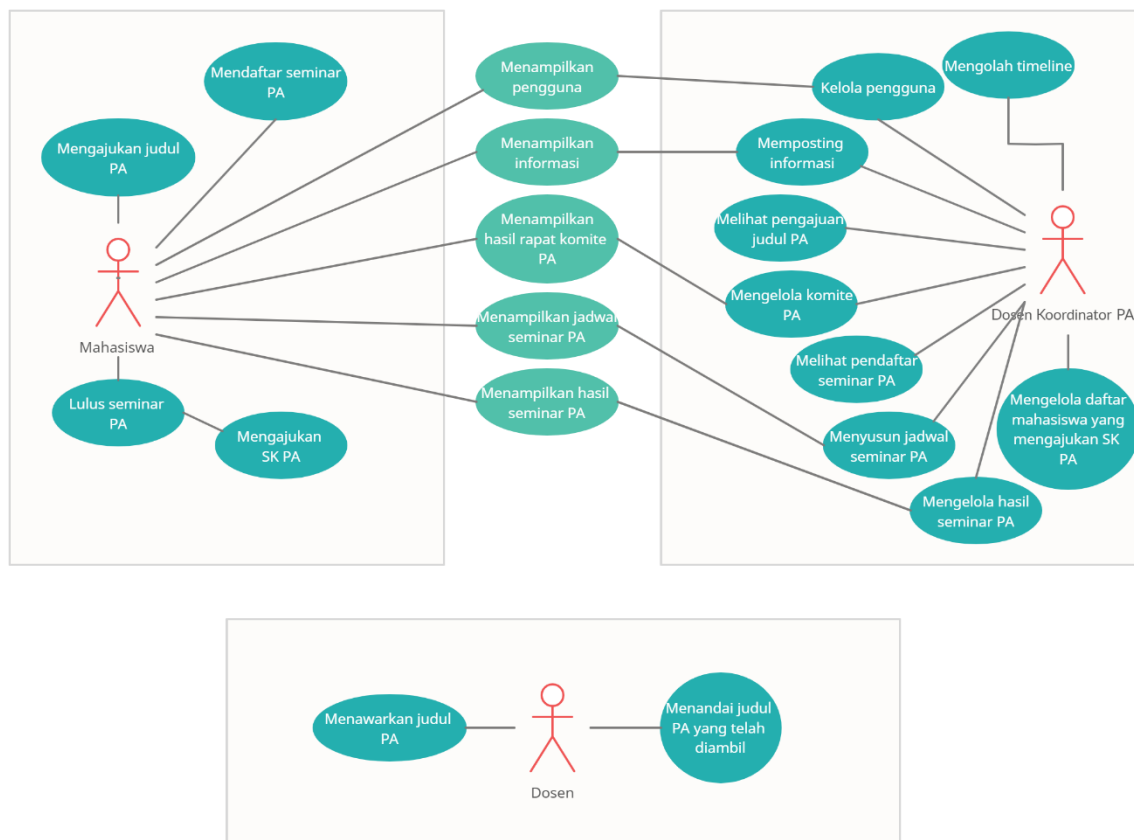 Mendaftar seminar
PA
Mengajukan judul
PA
Mahasiswa
Lulus seminar
PA
Mengajukan
SK PA
Menampilkan
pengguna
Menampilkan
informasi
Menampilkan
hasil rapat komite
PA
Menampilkan jadwal
seminar PA
Menampilkan hasil
seminar PA
Mengolah timeline
Kelola pengguna
Memposting
informasi
Melihat pengajuan
judul PA
Mengelola komite
PA
Dosen Koordinator PA
Melihat pendaftar
seminar PA
Menyusun jadwal
seminar PA
Mengelola daftar
mahasiswa yang
mengajukan SK
PA
Mengelola hasil
seminar PA
Menawarkan judul
PA
Dosen
Menandai judul
PA yang telah
diambil